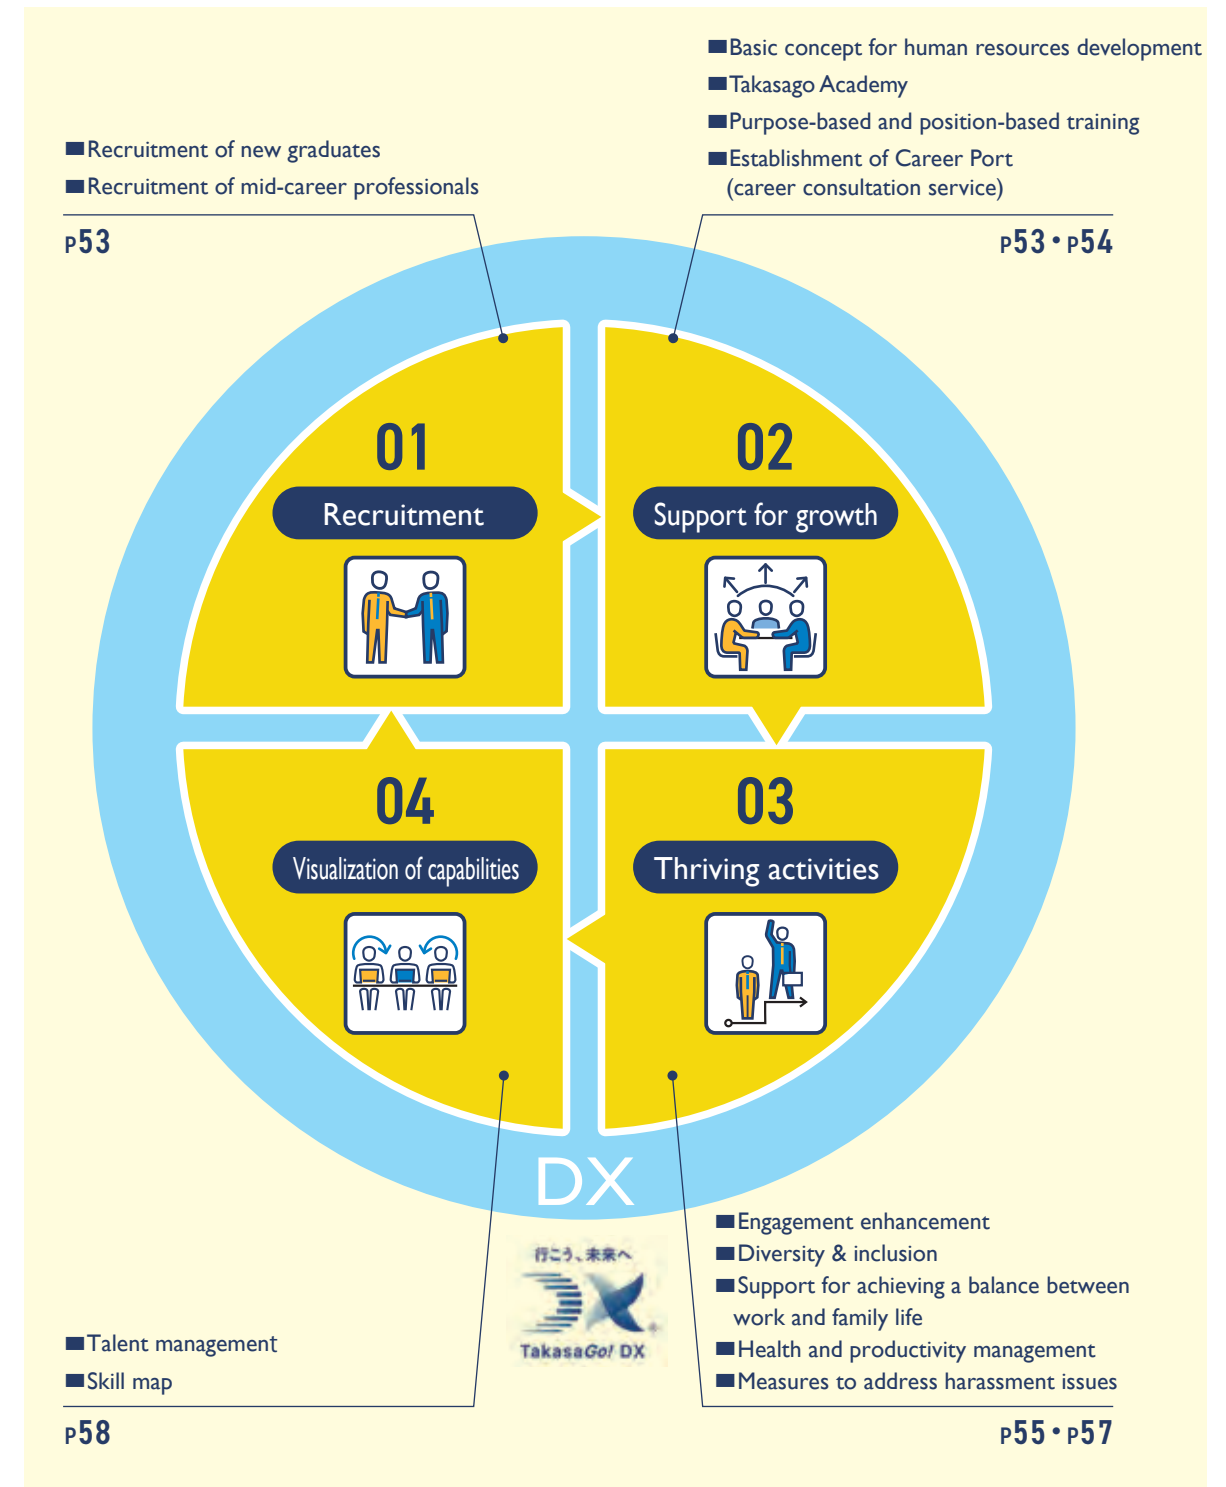 ■Recruitment of new graduates
■Recruitment of mid-career professionals
P53
■Basic concept for human resources development
■Takasago Academy
■Purpose-based and position-based training
■Establishment of Career Port
(career consultation service)
P53・P54
01
Recruitment
02
Support for growth
04
Visualization of capabilities
03
Thriving activities
DX
行こう、未来へ
DX
TakasaGo! DX
■Talent management
■Skill map
P58
■Engagement enhancement
■Diversity & inclusion
■Support for achieving a balance between
work and family life
■Health and productivity management
■Measures to address harassment issues
P55・P57